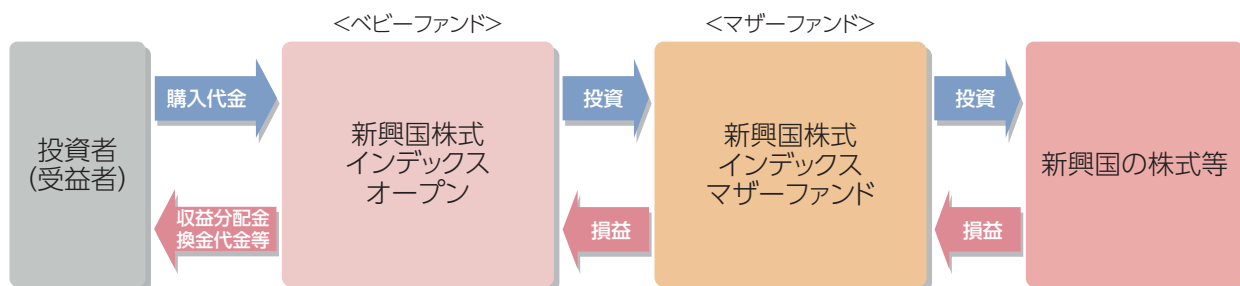 <ベビーファンド>
<マザーファンド>
投資者
(受益者)
購入代金
収益分配金
換金代金等
新興国株式
インデックス
オープン
投資
損益
新興国株式
インデックス
マザーファンド
投資
損益
新興国の株式等